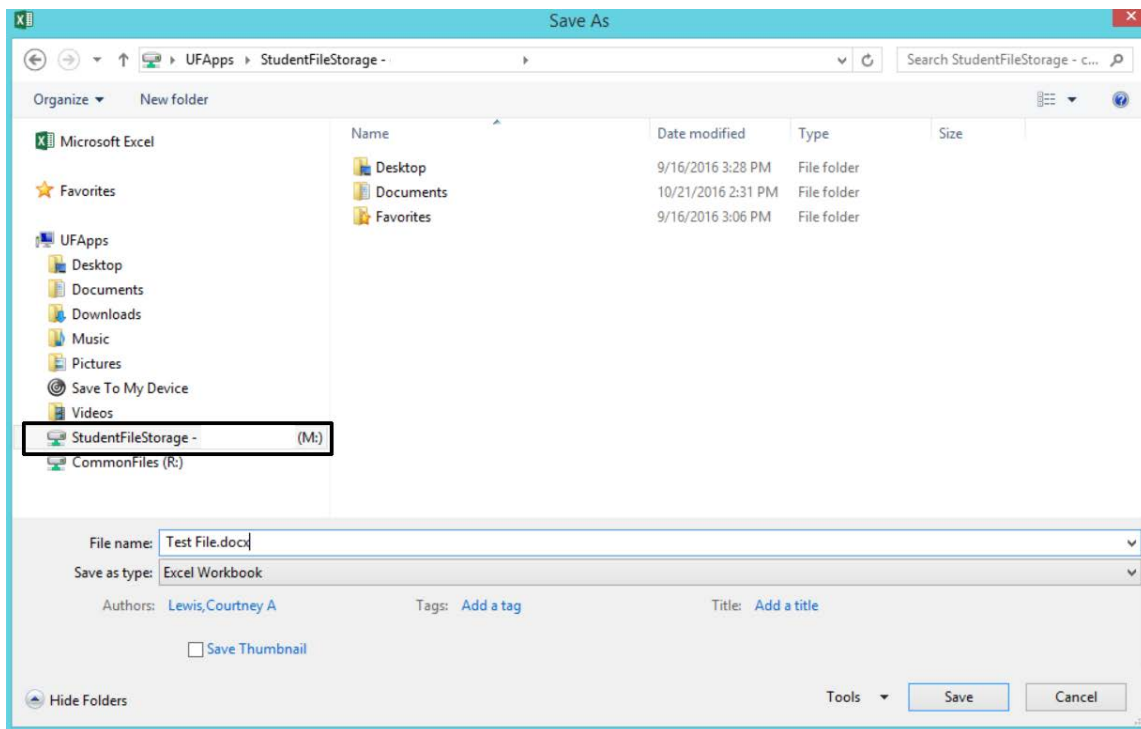 Save As
UFApps StudentFileStorage - Search StudentFileStorage - c...
Organize New folder
Microsoft Excel
Favorites
UFApps
Desktop
Documents
Downloads
Music
Pictures
Save To My Device
Videos
StudentFileStorage - (M:)
CommonFiles (R:)
Name Date modified Type Size
Desktop 9/16/2016 3:28 PM File folder
Documents 10/21/2016 2:31 PM File folder
Favorites 9/16/2016 3:06 PM File folder
File name: Test File.docx
Save as type: Excel Workbook
Authors: Lewis,Courtney A Tags: Add a tag Title: Add a title
Save Thumbnail
Hide Folders Tools Save Cancel